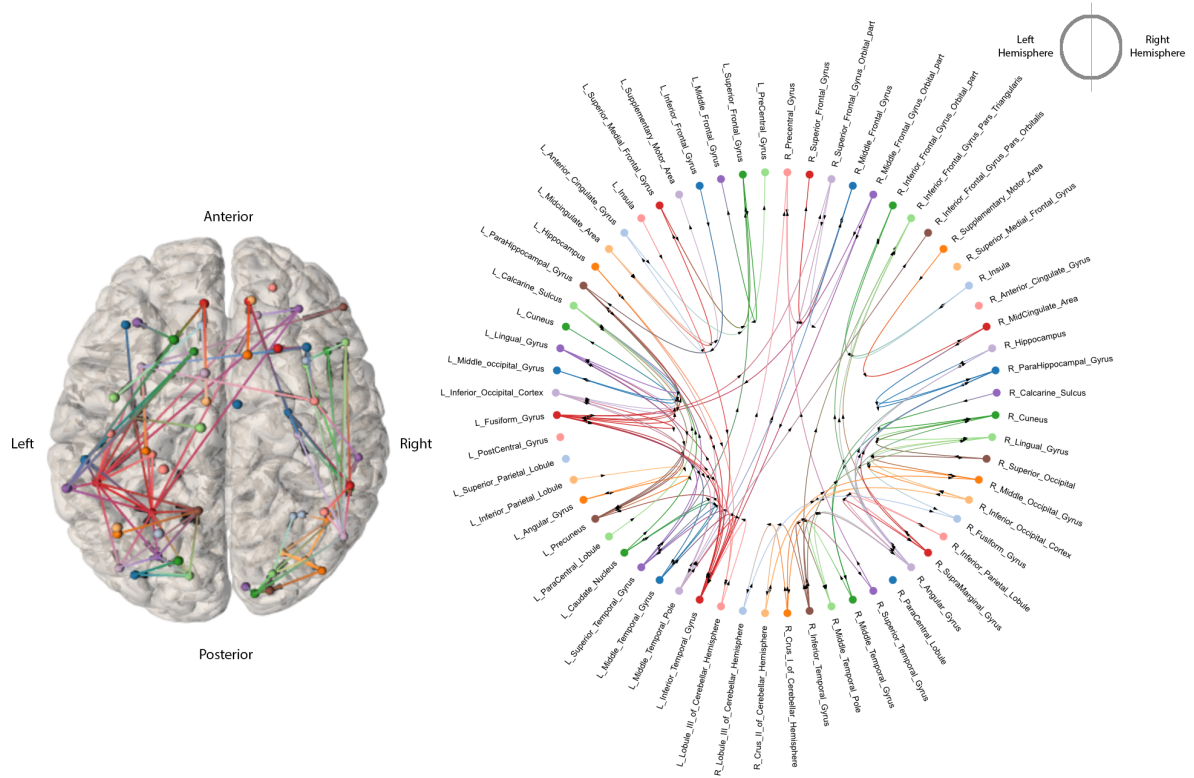 Left
Hemisphere
Right
Hemisphere
Anterior
Left
Right
Posterior
L_PreCentral_Gyrus
L_Superior_Frontal_Gyrus
L_Middle_Frontal_Gyrus
L_Inferior_Frontal_Gyrus
L_Supplementary_Motor_Area
L_Superior_Medial_Frontal_Gyrus
L_Insula
L_Anterior_Cingulate_Gyrus
L_Midcingulate_Area
L_Hippocampus
L_ParaHippocampal_Gyrus
L_Calcarine_Sulcus
L_Cuneus
L_Lingual_Gyrus
L_Middle_occipital_Gyrus
L_Inferior_Occipital_Cortex
L_Fusiform_Gyrus
L_PostCentral_Gyrus
L_Superior_Parietal_Lobule
L_Inferior_Parietal_Lobule
L_Angular_Gyrus
L_Precuneus
L_ParaCentral_Lobule
L_Caudate_Nucleus
L_Superior_Temporal_Gyrus
L_Middle_Temporal_Gyrus
L_Middle_Temporal_Pole
L_Inferior_Temporal_Gyrus
L_Lobule_III_of_Cerebellar_Hemisphere
R_Lobule_III_of_Cerebellar_Hemisphere
R_Crus_II_of_Cerebellar_Hemisphere
R_Crus_I_of_Cerebellar_Hemisphere
R_Inferior_Temporal_Gyrus
R_Middle_Temporal_Pole
R_Middle_Temporal_Gyrus
R_Superior_Temporal_Gyrus
R_ParaCentral_Lobule
R_Angular_Gyrus
R_SupraMarginal_Gyrus
R_Inferior_Parietal_Lobule
R_Fusiform_Gyrus
R_Inferior_Occipital_Cortex
R_Middle_Occipital_Gyrus
R_Superior_Occipital
R_Lingual_Gyrus
R_Cuneus
R_Calcarine_Sulcus
R_ParaHippocampal_Gyrus
R_Hippocampus
R_MidCingulate_Area
R_Anterior_Cingulate_Gyrus
R_Insula
R_Superior_Medial_Frontal_Gyrus
R_Supplementary_Motor_Area
R_Inferior_Frontal_Gyrus_Pars_Orbitalis
R_Inferior_Frontal_Gyrus_Pars_Triangularis
R_Inferior_Frontal_Gyrus_Orbital_part
R_Middle_Frontal_Gyrus_Orbital_part
R_Middle_Frontal_Gyrus
R_Superior_Frontal_Gyrus_Orbital_part
R_Superior_Frontal_Gyrus
R_Precentral_Gyrus